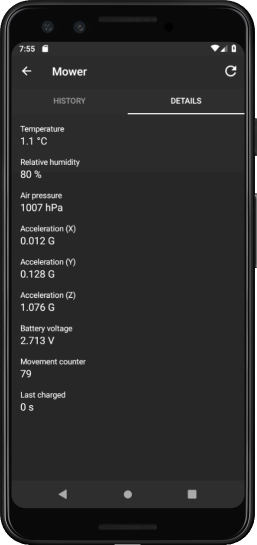 7:55
Mower
HISTORY
DETAILS
Temperature
1.1 °C
Relative humidity
80 %
Air pressure
1007 hPa
Acceleration (X)
0.012 G
Acceleration (Y)
0.128 G
Acceleration (Z)
1.076 G
Battery voltage
2.713 V
Movement counter
79
Last charged
0 s